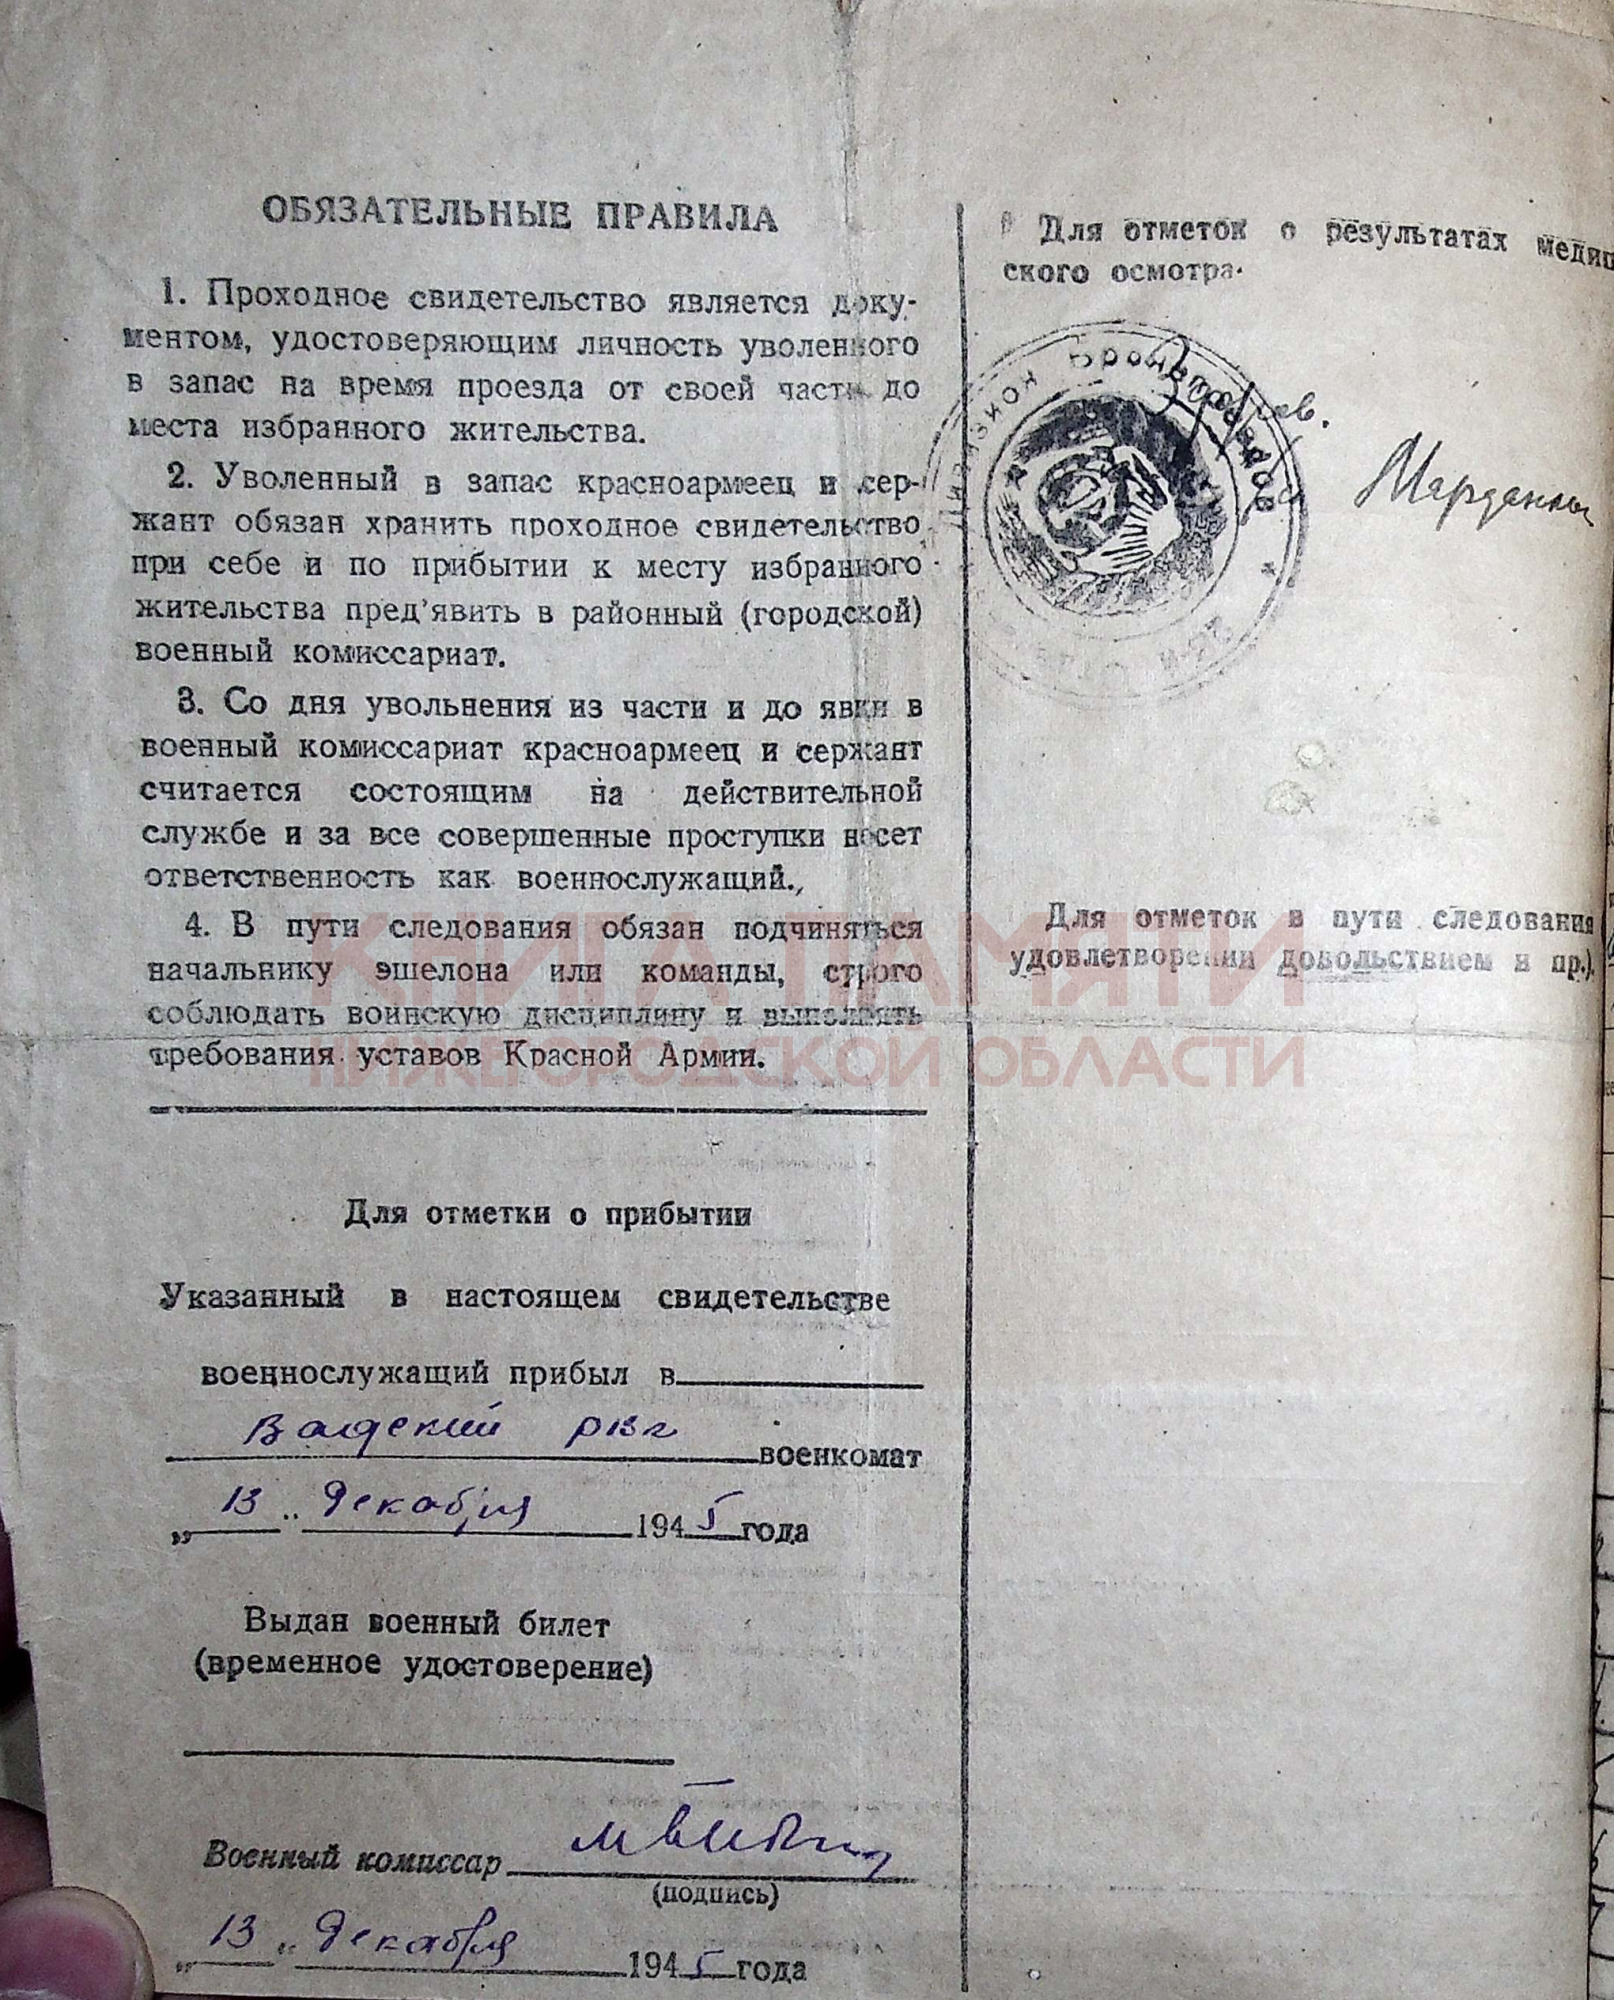 ОБЯЗАТЕЛЬНЫЕ ПРАВИЛА
1. Проходное свидетельство является доку-
ментом, удостоверяющим личность уволенного
в запас на время проезда от своей части до
места избранного жительства.
2. Уволенный в запас красноармеец и сер-
жант обязан хранить проходное свидетельство
при себе и по прибытии к месту избранного
жительства пред'явить в районный (городской)
военный комиссариат.
3. Со дня увольнения из части и до явки в
военный комиссариат красноармеец и сержант
считается состоящим на действительной
службе и за все совершенные проступки несет
ответственность как военнослужащий.
4. В пути следования обязан подчиняться
начальнику эшелона или команды, строго
соблюдать воинскую дисциплину и выполнять
требования уставов Красной Армии.
КНИГА ПАМЯТИ
НИЖЕГОРОДСКОЙ ОБЛАСТИ
Для отметки о прибытии
Указанный в настоящем свидетельстве
военнослужащий прибыл в
Вадский рвк
военкомат
„13" декабря 1945 года
Выдан военный билет
(временное удостоверение)
Военный комиссар
(подпись)
„13" декабря 1945 года
Для отметок о результатах медиц
ского осмотра.
Дивизион Бронепоездов
Для отметок в пути следования
удовлетворении довольствием и пр.).